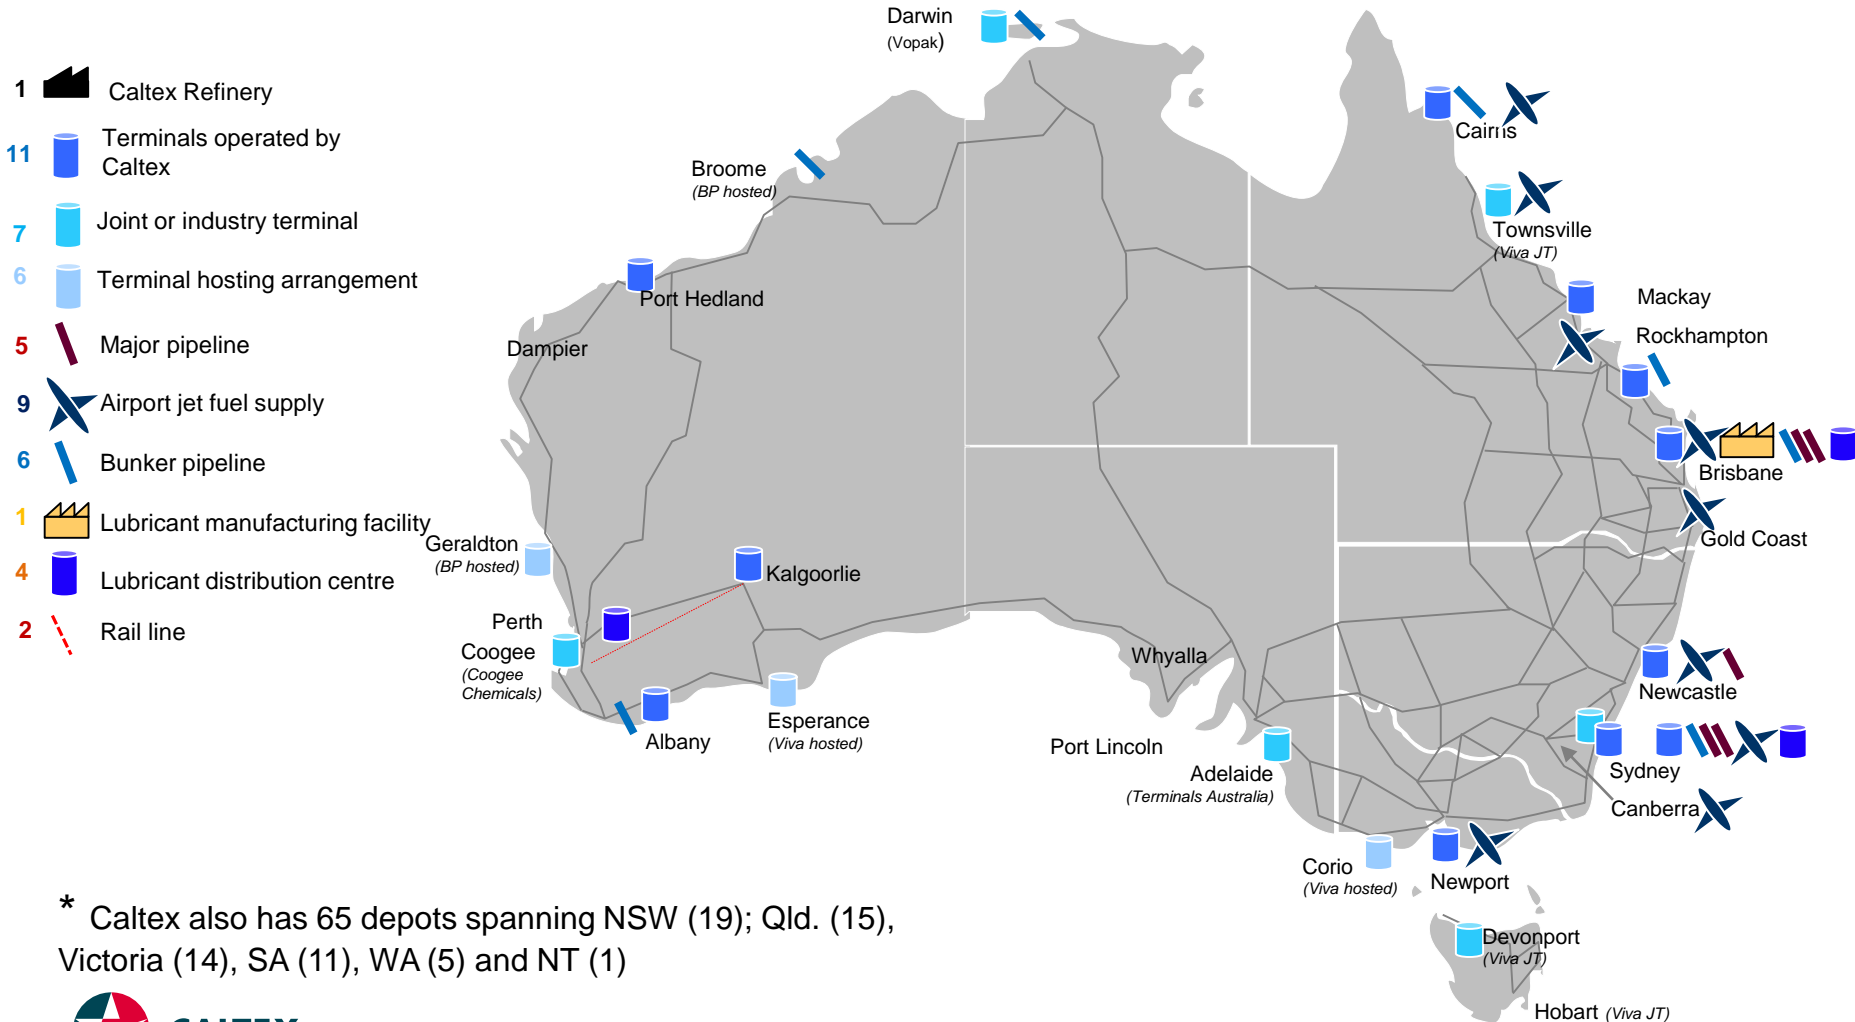 1
Caltex Refinery
11
Terminals operated by
Caltex
7
Joint or industry terminal
6
Terminal hosting arrangement
5
Major pipeline
9
Airport jet fuel supply
6
Bunker pipeline
1
Lubricant manufacturing facility
4
Lubricant distribution centre
2
Rail line
Darwin
(Vopak)
Broome
(BP hosted)
Port Hedland
Dampier
Geraldton
(BP hosted)
Kalgoorlie
Perth
Coogee
(Coogee
Chemicals)
Albany
Esperance
(Viva hosted)
Whyalla
Port Lincoln
Adelaide
(Terminals Australia)
Cairns
Townsville
(Viva JT)
Mackay
Rockhampton
Brisbane
Gold Coast
Newcastle
Sydney
Canberra
Corio
(Viva hosted)
Newport
Devonport
(Viva JT)
Hobart (Viva JT)
* Caltex also has 65 depots spanning NSW (19); Qld. (15),
Victoria (14), SA (11), WA (5) and NT (1)
CALTEX